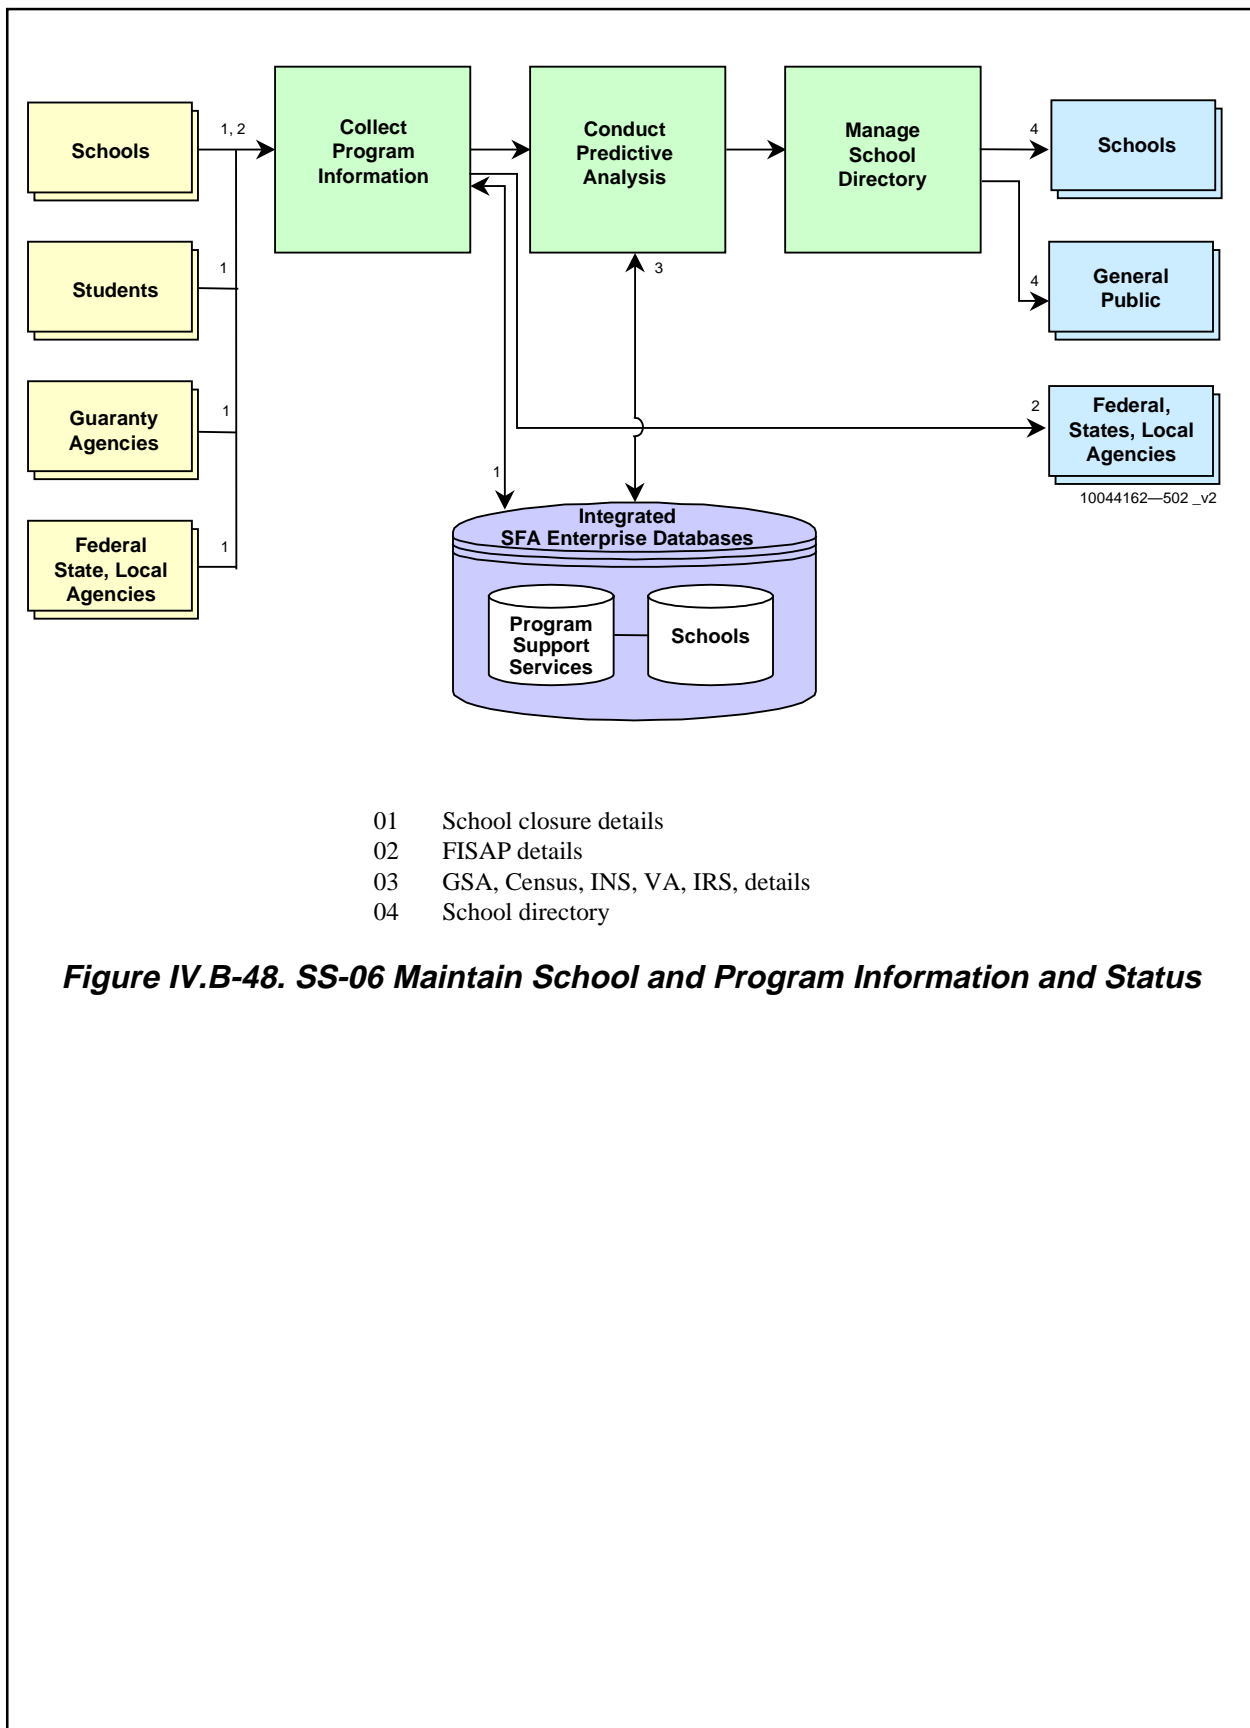 Schools
1, 2
Collect
Program
Information
Conduct
Predictive
Analysis
Manage
School
Directory
4
Schools
Students
1
3
4
General
Public
Guaranty
Agencies
1
2
Federal,
States, Local
Agencies
10044162—502 _v2
1
Federal
State, Local
Agencies
1
Integrated
SFA Enterprise Databases
Program
Support
Services
Schools
01 School closure details
02 FISAP details
03 GSA, Census, INS, VA, IRS, details
04 School directory
Figure IV.B-48. SS-06 Maintain School and Program Information and Status